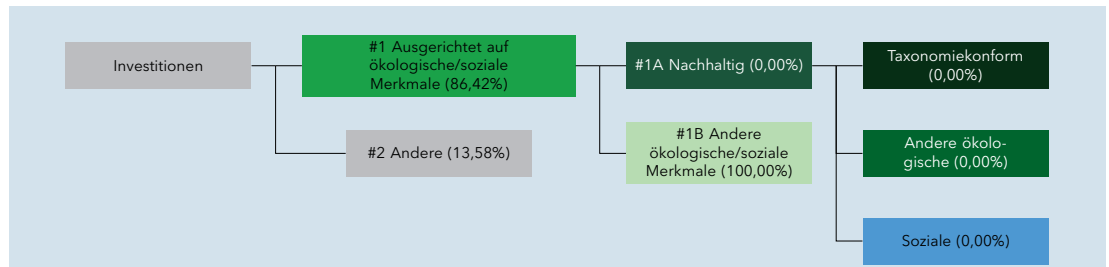 Investitionen
#1 Ausgerichtet auf
ökologische/soziale
Merkmale (86,42%)
#2 Andere (13,58%)
#1A Nachhaltig (0,00%)
#1B Andere
ökologische/soziale
Merkmale (100,00%)
Taxonomiekonform
(0,00%)
Andere ökolo-
gische (0,00%)
Soziale (0,00%)